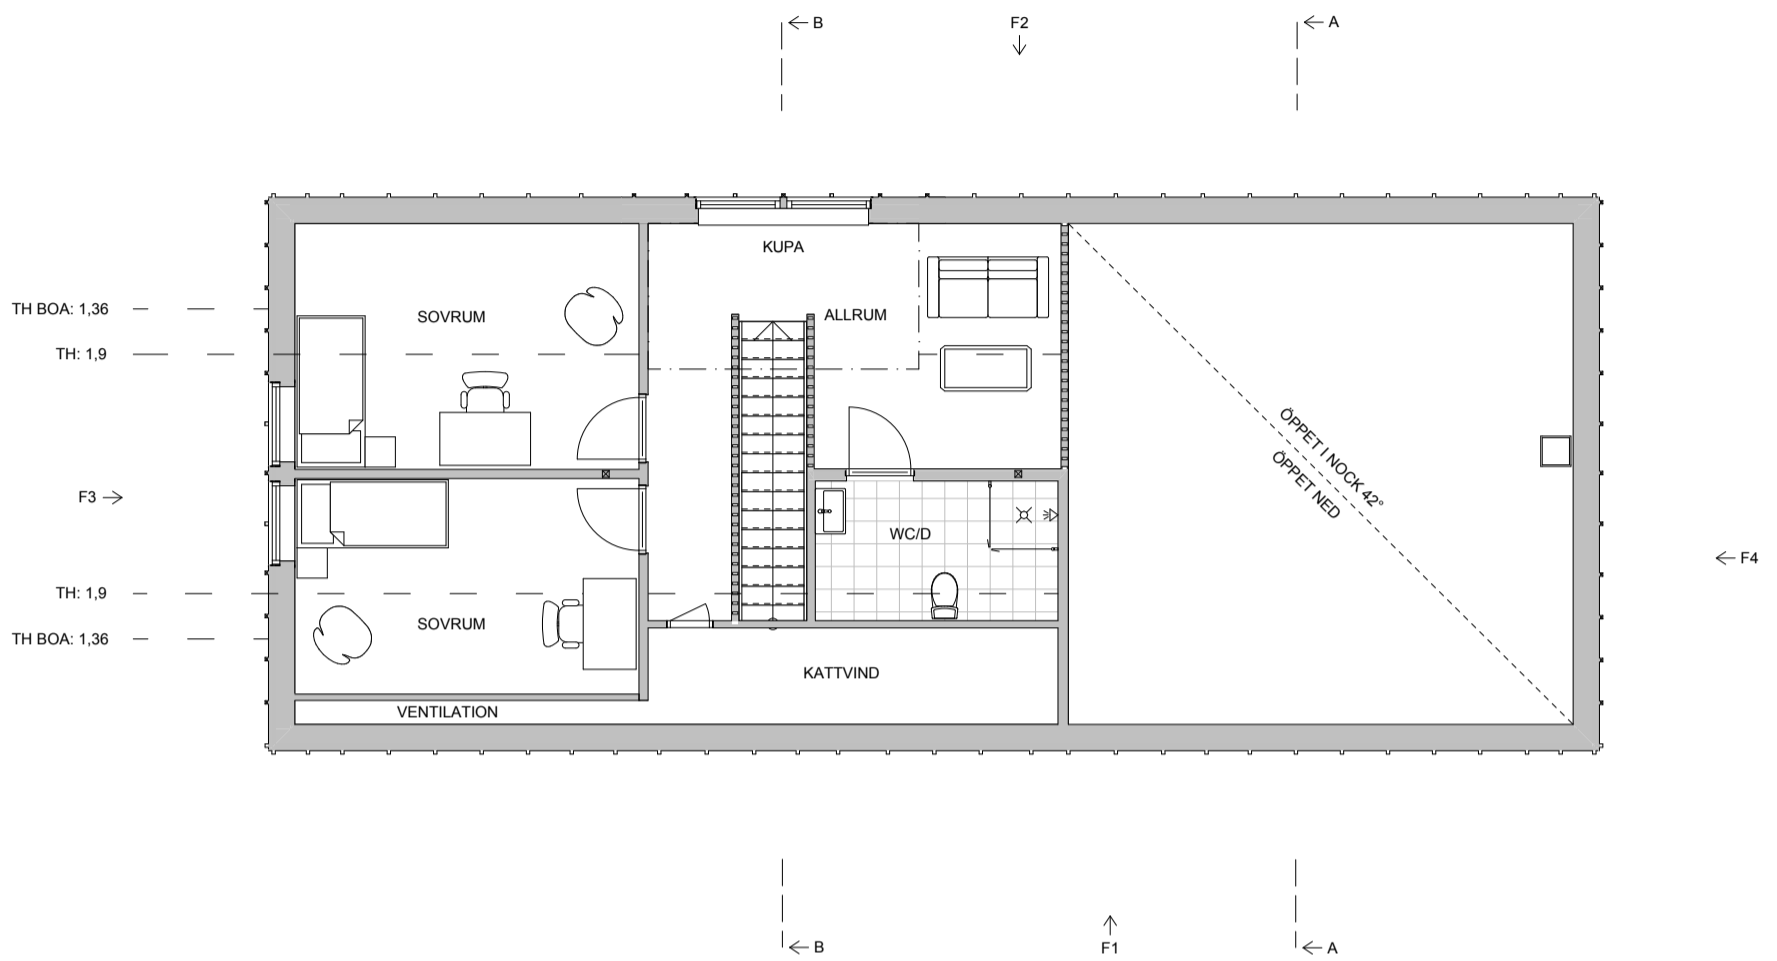 B
F2
A
KUPA
TH BOA: 1,36
SOVRUM
ALLRUM
TH: 1,9
ÖPPET I NOCK 42°
ÖPPET NED
F3
WC/D
F4
TH: 1,9
SOVRUM
TH BOA: 1,36
KATTVIND
VENTILATION
B
F1
A